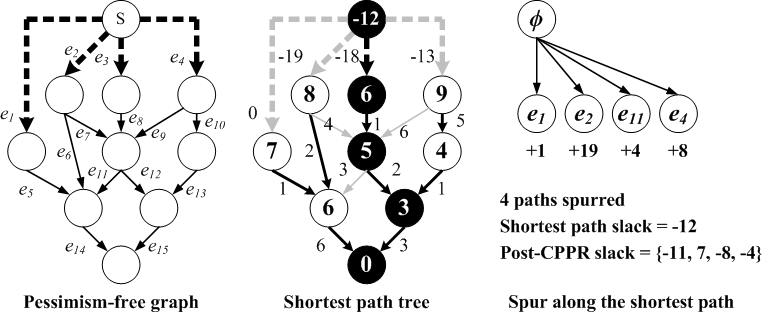 S
e2
e3
e4
e1
e7
e8
e9
e10
e6
e5
e11
e12
e13
e14
e15
Pessimism-free graph
-12
-19
-18
-13
0
8
6
9
4
1
6
5
7
2
5
4
1
3
2
1
6
3
6
3
0
Shortest path tree
ϕ
e1
e2
e11
e4
+1
+19
+4
+8
4 paths spurred
Shortest path slack = -12
Post-CPPR slack = {-11, 7, -8, -4}
Spur along the shortest path